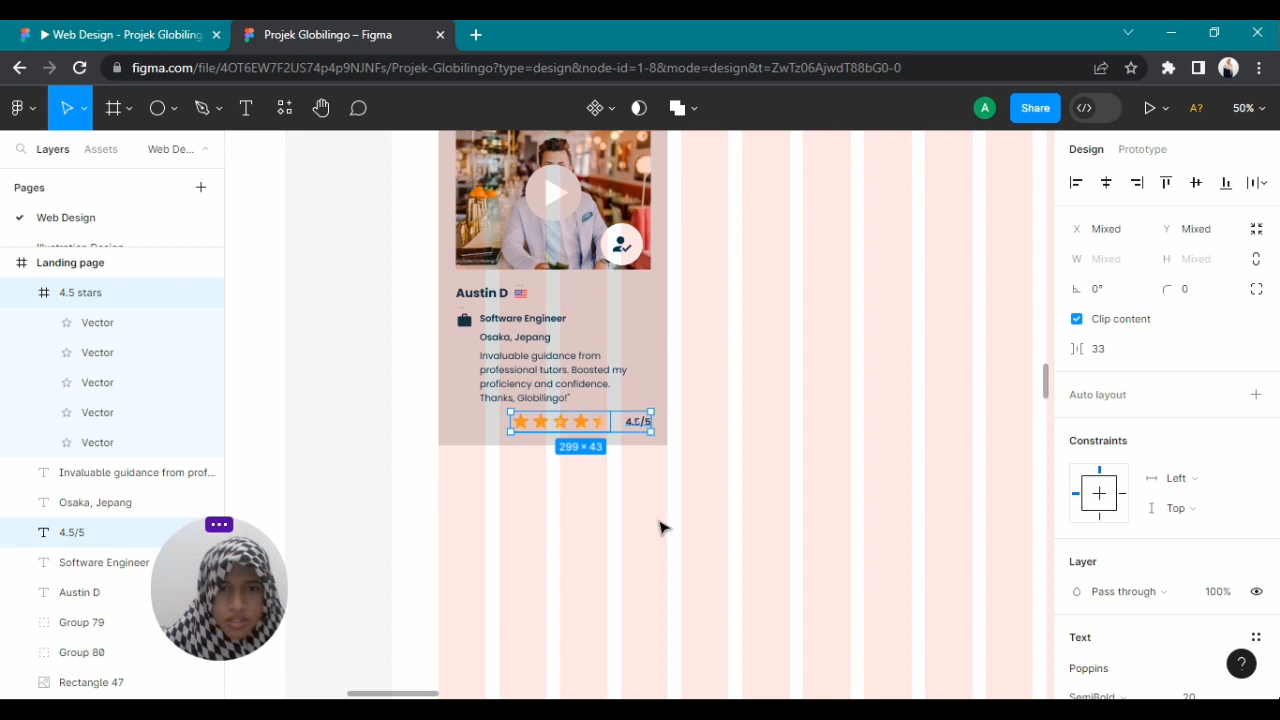 ▶ Web Design - Projek Globiling
Projek Globilingo – Figma
figma.com/file/4OT6EW7F2US74p4p9NJNFs/Projek-Globilingo?type=design&node-id=1-8&mode=design&t=ZwTz06AjwdT88bG0-0
A
Share
A?
50%
Layers
Assets
Web De...
Pages
Web Design
Illustration Design
Landing page
4.5 stars
Vector
Vector
Vector
Vector
Vector
Invaluable guidance from prof...
Osaka, Jepang
4.5/5
Software Engineer
Austin D
Group 79
Group 80
Rectangle 47
Austin D
Software Engineer
Osaka, Jepang
Invaluable guidance from
professional tutors. Boosted my
proficiency and confidence.
Thanks, Globilingo!"
4.5/5
299 × 43
Design
Prototype
X Mixed
Y Mixed
W Mixed
H Mixed
0°
0
Clip content
33
Auto layout
Constraints
Left
Top
Layer
Pass through
100%
Text
Poppins
SemiBold
20
?